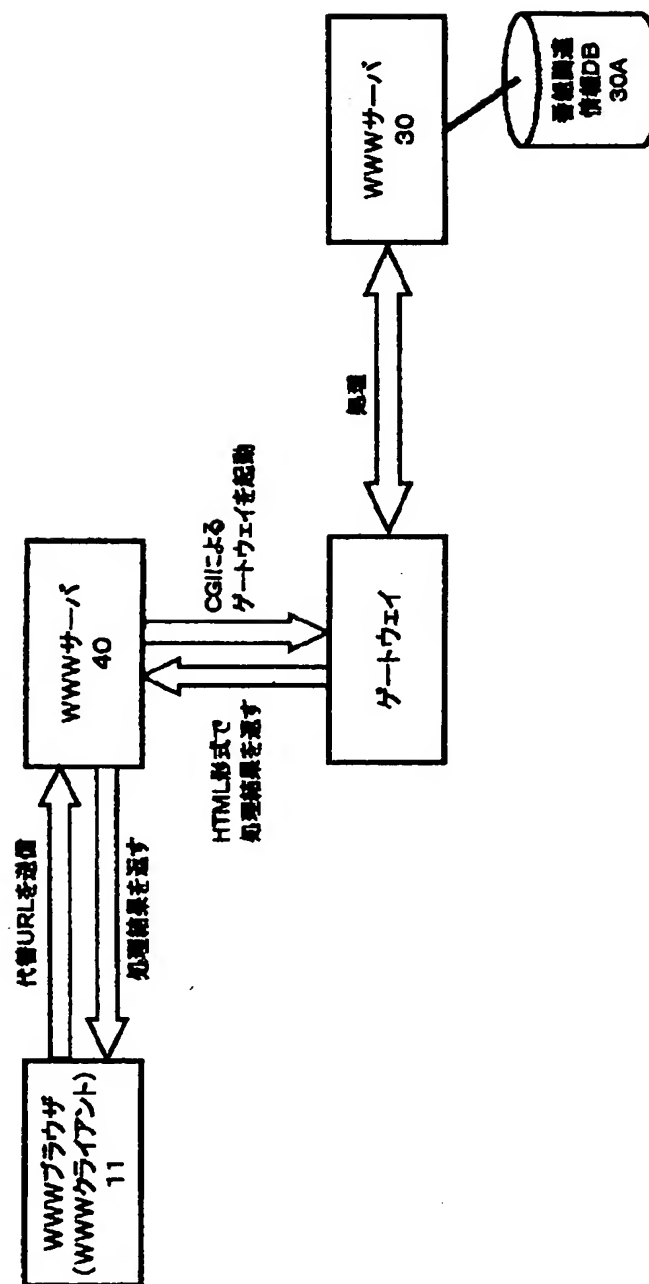 WWWブラウザ
(WWWクライアント)
11
代替URLを送信
処理結果を返す
WWWサーバ
40
CGIによる
ゲートウェイを起動
HTML形式で
処理結果を返す
ゲートウェイ
処理
WWWサーバ
30
番組関連
情報DB
30A